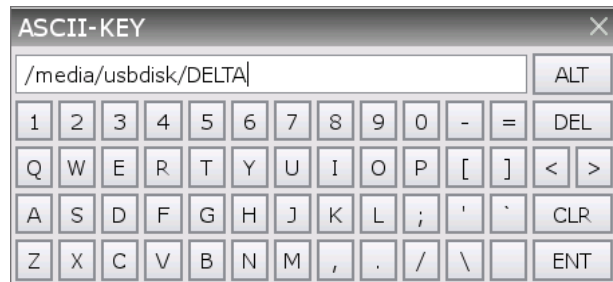 ASCII-KEY
/media/usbdisk/DELTA ALT
1 2 3 4 5 6 7 8 9 0 - = DEL
Q W E R T Y U I O P [ ] < >
A S D F G H J K L ; ' ` CLR
Z X C V B N M , . / \ ENT